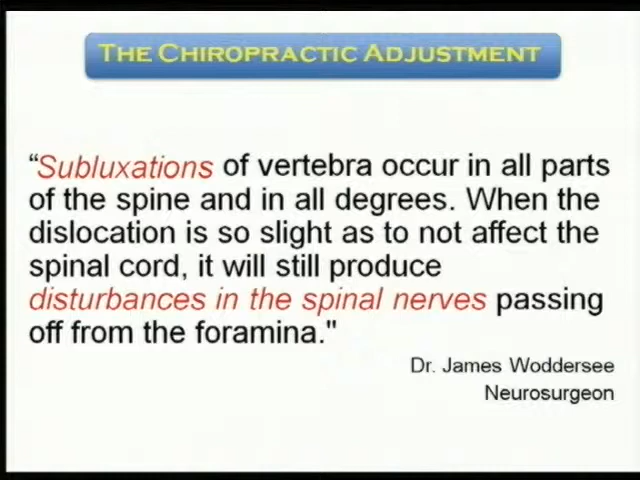 THE CHIROPRACTIC ADJUSTMENT
“Subluxations of vertebra occur in all parts
of the spine and in all degrees. When the
dislocation is so slight as to not affect the
spinal cord, it will still produce
disturbances in the spinal nerves passing
off from the foramina."
Dr. James Woddersee
Neurosurgeon